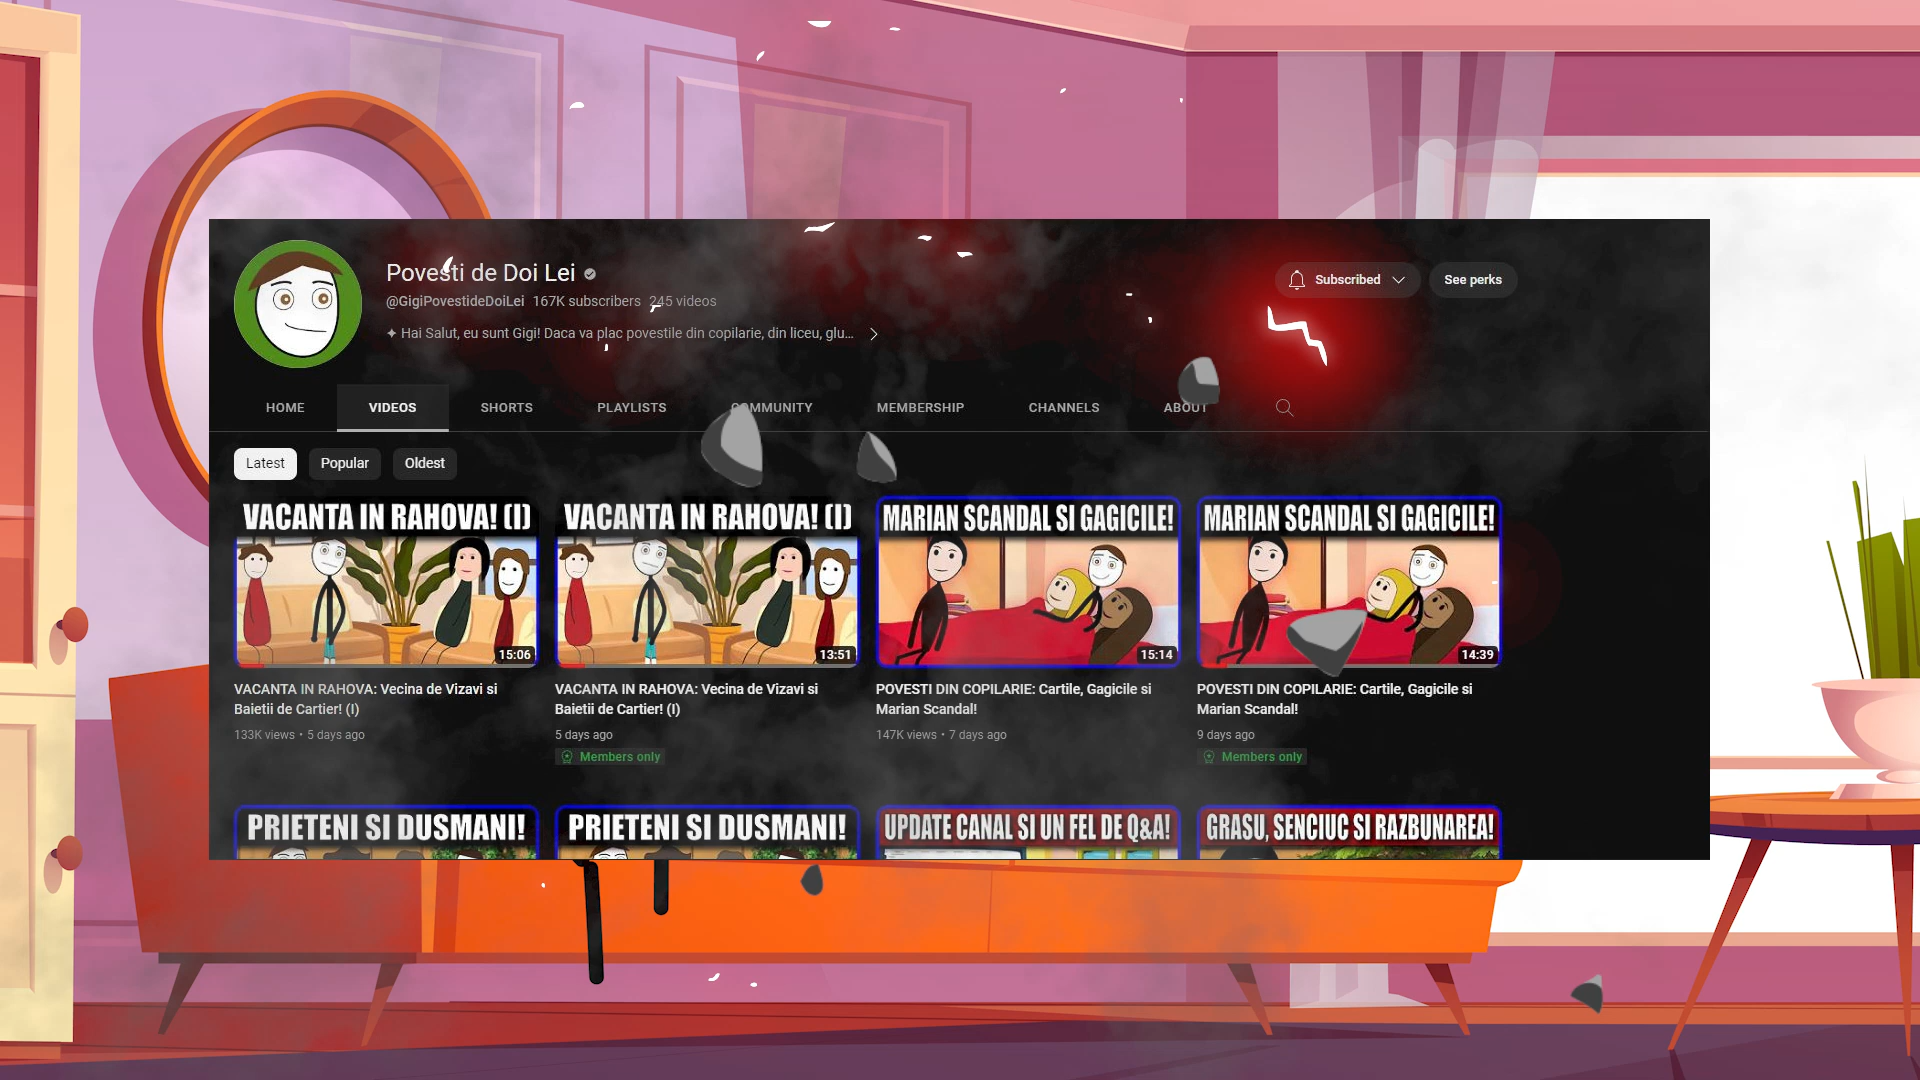 Povesti de Doi Lei
@GigiPovestideDoiLei 167K subscribers 245 videos
✦ Hai Salut, eu sunt Gigi! Daca va plac povestile din copilarie, din liceu, glu...
Subscribed
See perks
HOME VIDEOS SHORTS PLAYLISTS COMMUNITY MEMBERSHIP CHANNELS ABOUT
Latest Popular Oldest
VACANTA IN RAHOVA! (I)
15:06
VACANTA IN RAHOVA: Vecina de Vizavi si
Baietii de Cartier! (I)
133K views • 5 days ago
VACANTA IN RAHOVA! (I)
13:51
VACANTA IN RAHOVA: Vecina de Vizavi si
Baietii de Cartier! (I)
5 days ago
Members only
MARIAN SCANDAL SI GAGICILE!
15:14
POVESTI DIN COPILARIE: Cartile, Gagicile si
Marian Scandal!
147K views • 7 days ago
MARIAN SCANDAL SI GAGICILE!
14:39
POVESTI DIN COPILARIE: Cartile, Gagicile si
Marian Scandal!
9 days ago
Members only
PRIETENI SI DUSMANI!
PRIETENI SI DUSMANI!
UPDATE CANAL SI UN FEL DE Q&A!
GRASU, SENCIUC SI RAZBUNAREA!